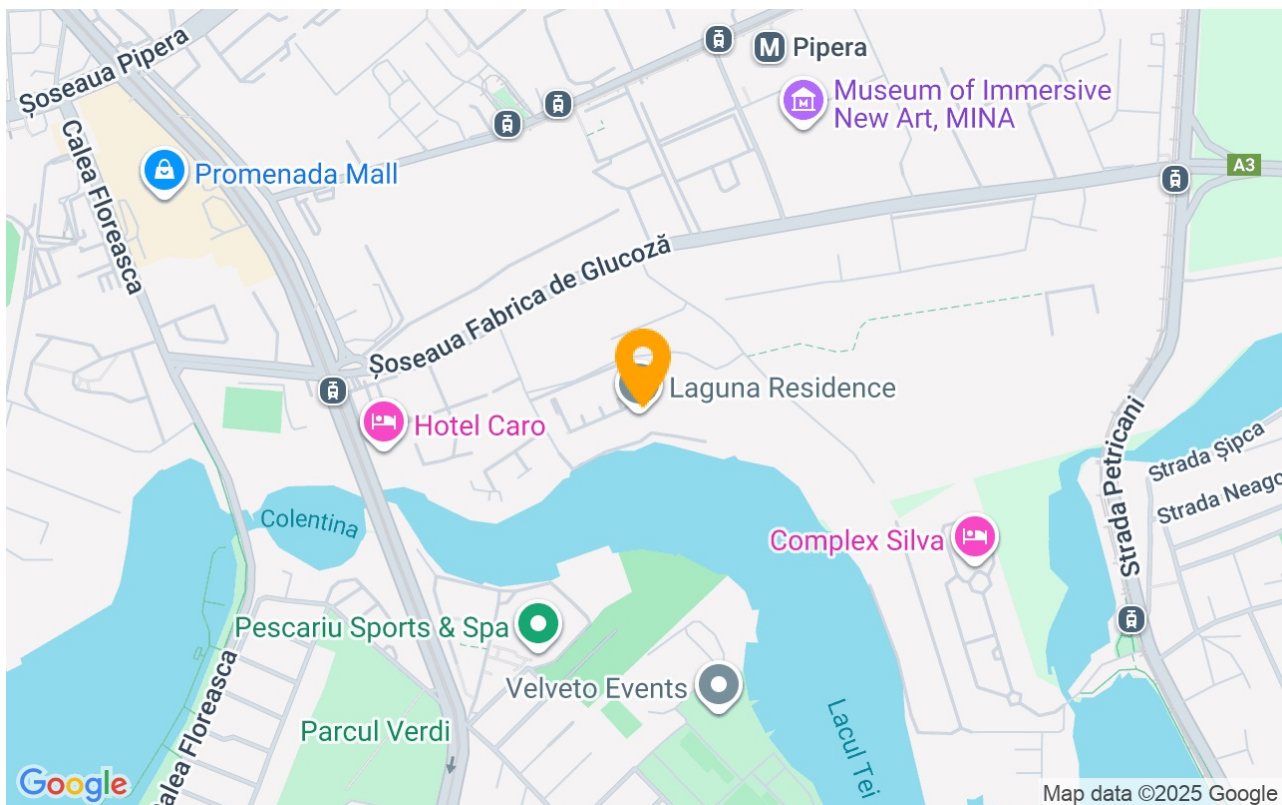 Șoseaua Pipera
M Pipera
Museum of Immersive
New Art, MINA
Calea Floreasca
Promenada Mall
A3
Șoseaua Fabrica de Glucoză
Laguna Residence
Hotel Caro
Strada Petricani
Strada Șipca
Strada Neago
Colentina
Complex Silva
Pescariu Sports & Spa
Velveto Events
Calea Floreasca
Parcul Verdi
Lacul Tei
Google
Map data ©2025 Google